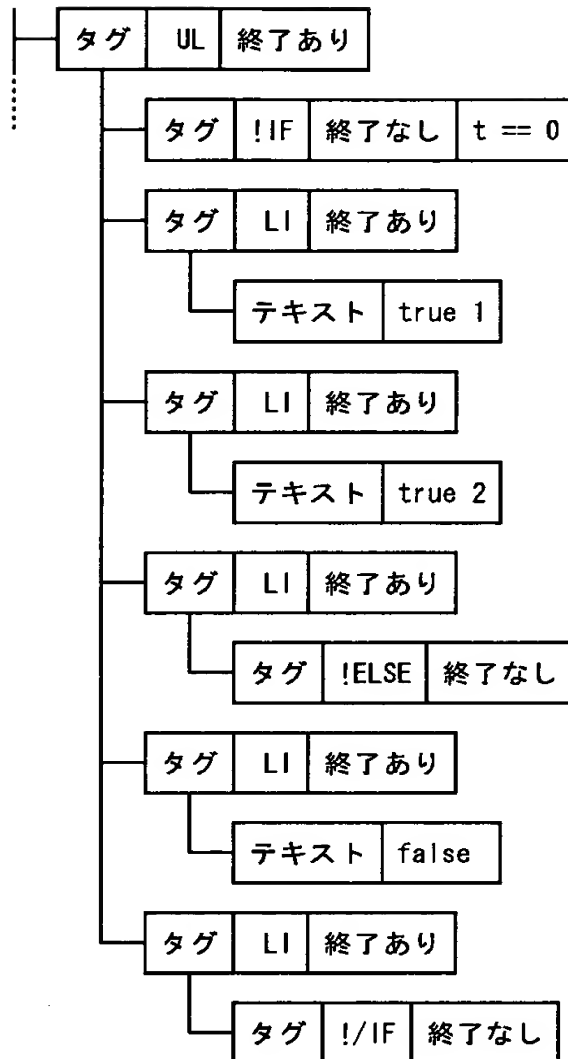 タグ UL 終了あり
タグ !IF 終了なし t == 0
タグ LI 終了あり
テキスト true 1
タグ LI 終了あり
テキスト true 2
タグ LI 終了あり
タグ !ELSE 終了なし
タグ LI 終了あり
テキスト false
タグ LI 終了あり
タグ !/IF 終了なし